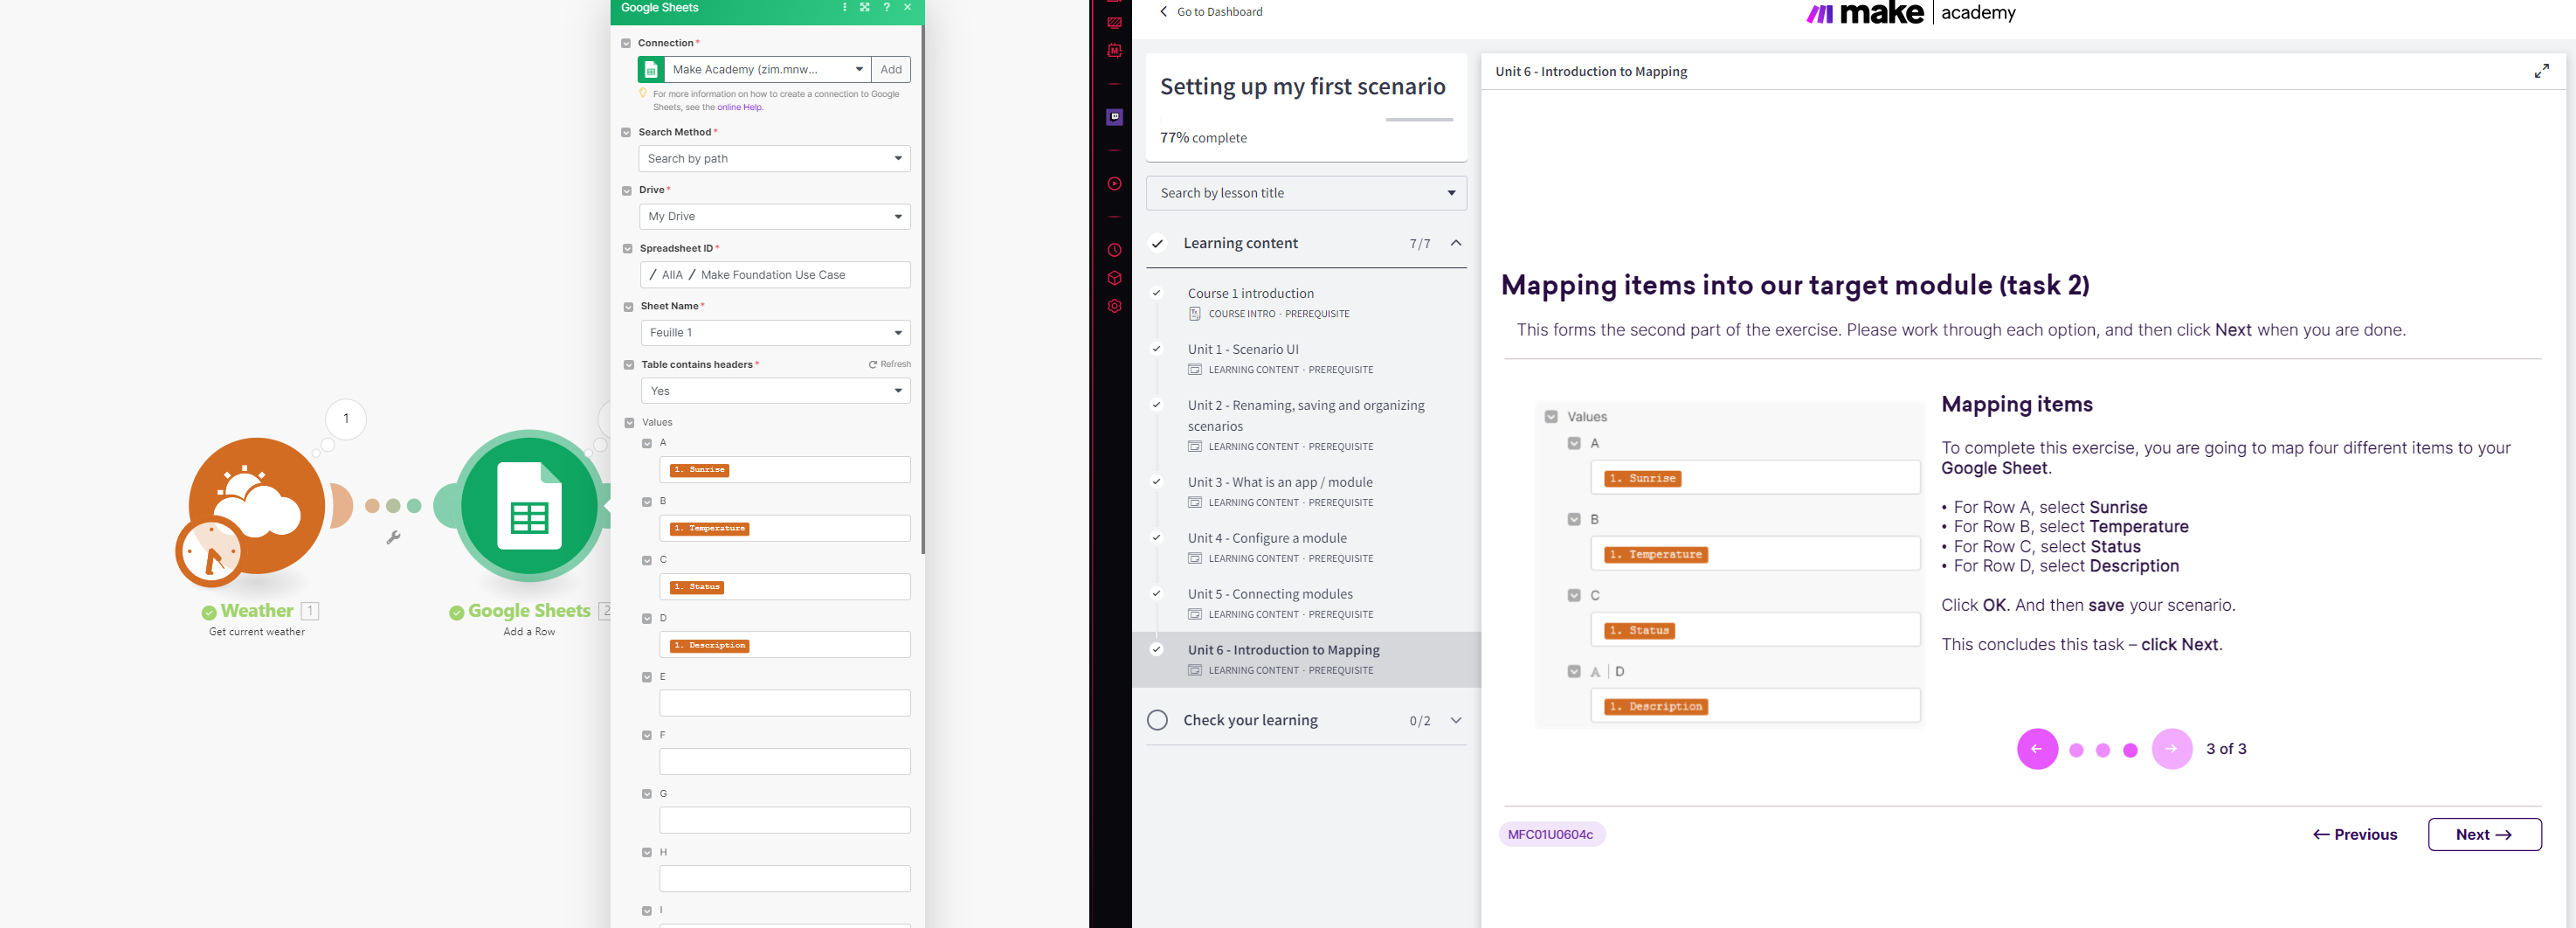 Google Sheets
Connection *
Make Academy (zim.mnw...
Add
For more information on how to create a connection to Google
Sheets, see the online Help.
Search Method *
Search by path
Drive *
My Drive
Spreadsheet ID *
/ AIIA / Make Foundation Use Case
Sheet Name *
Feuille 1
Table contains headers *
Refresh
Yes
Values
A
1. Sunrise
B
1. Temperature
C
1. Status
D
1. Description
E
F
G
H
I
1
Weather 1
Get current weather
Google Sheets 2
Add a Row
Go to Dashboard
make academy
Setting up my first scenario
77% complete
Search by lesson title
Learning content 7/7
Course 1 introduction
COURSE INTRO · PREREQUISITE
Unit 1 - Scenario UI
LEARNING CONTENT · PREREQUISITE
Unit 2 - Renaming, saving and organizing
scenarios
LEARNING CONTENT · PREREQUISITE
Unit 3 - What is an app / module
LEARNING CONTENT · PREREQUISITE
Unit 4 - Configure a module
LEARNING CONTENT · PREREQUISITE
Unit 5 - Connecting modules
LEARNING CONTENT · PREREQUISITE
Unit 6 - Introduction to Mapping
LEARNING CONTENT · PREREQUISITE
Check your learning 0/2
Unit 6 - Introduction to Mapping
Mapping items into our target module (task 2)
This forms the second part of the exercise. Please work through each option, and then click Next when you are done.
Values
A
1. Sunrise
B
1. Temperature
C
1. Status
A | D
1. Description
Mapping items
To complete this exercise, you are going to map four different items to your
Google Sheet.
• For Row A, select Sunrise
• For Row B, select Temperature
• For Row C, select Status
• For Row D, select Description
Click OK. And then save your scenario.
This concludes this task – click Next.
3 of 3
MFC01U0604c
← Previous
Next →